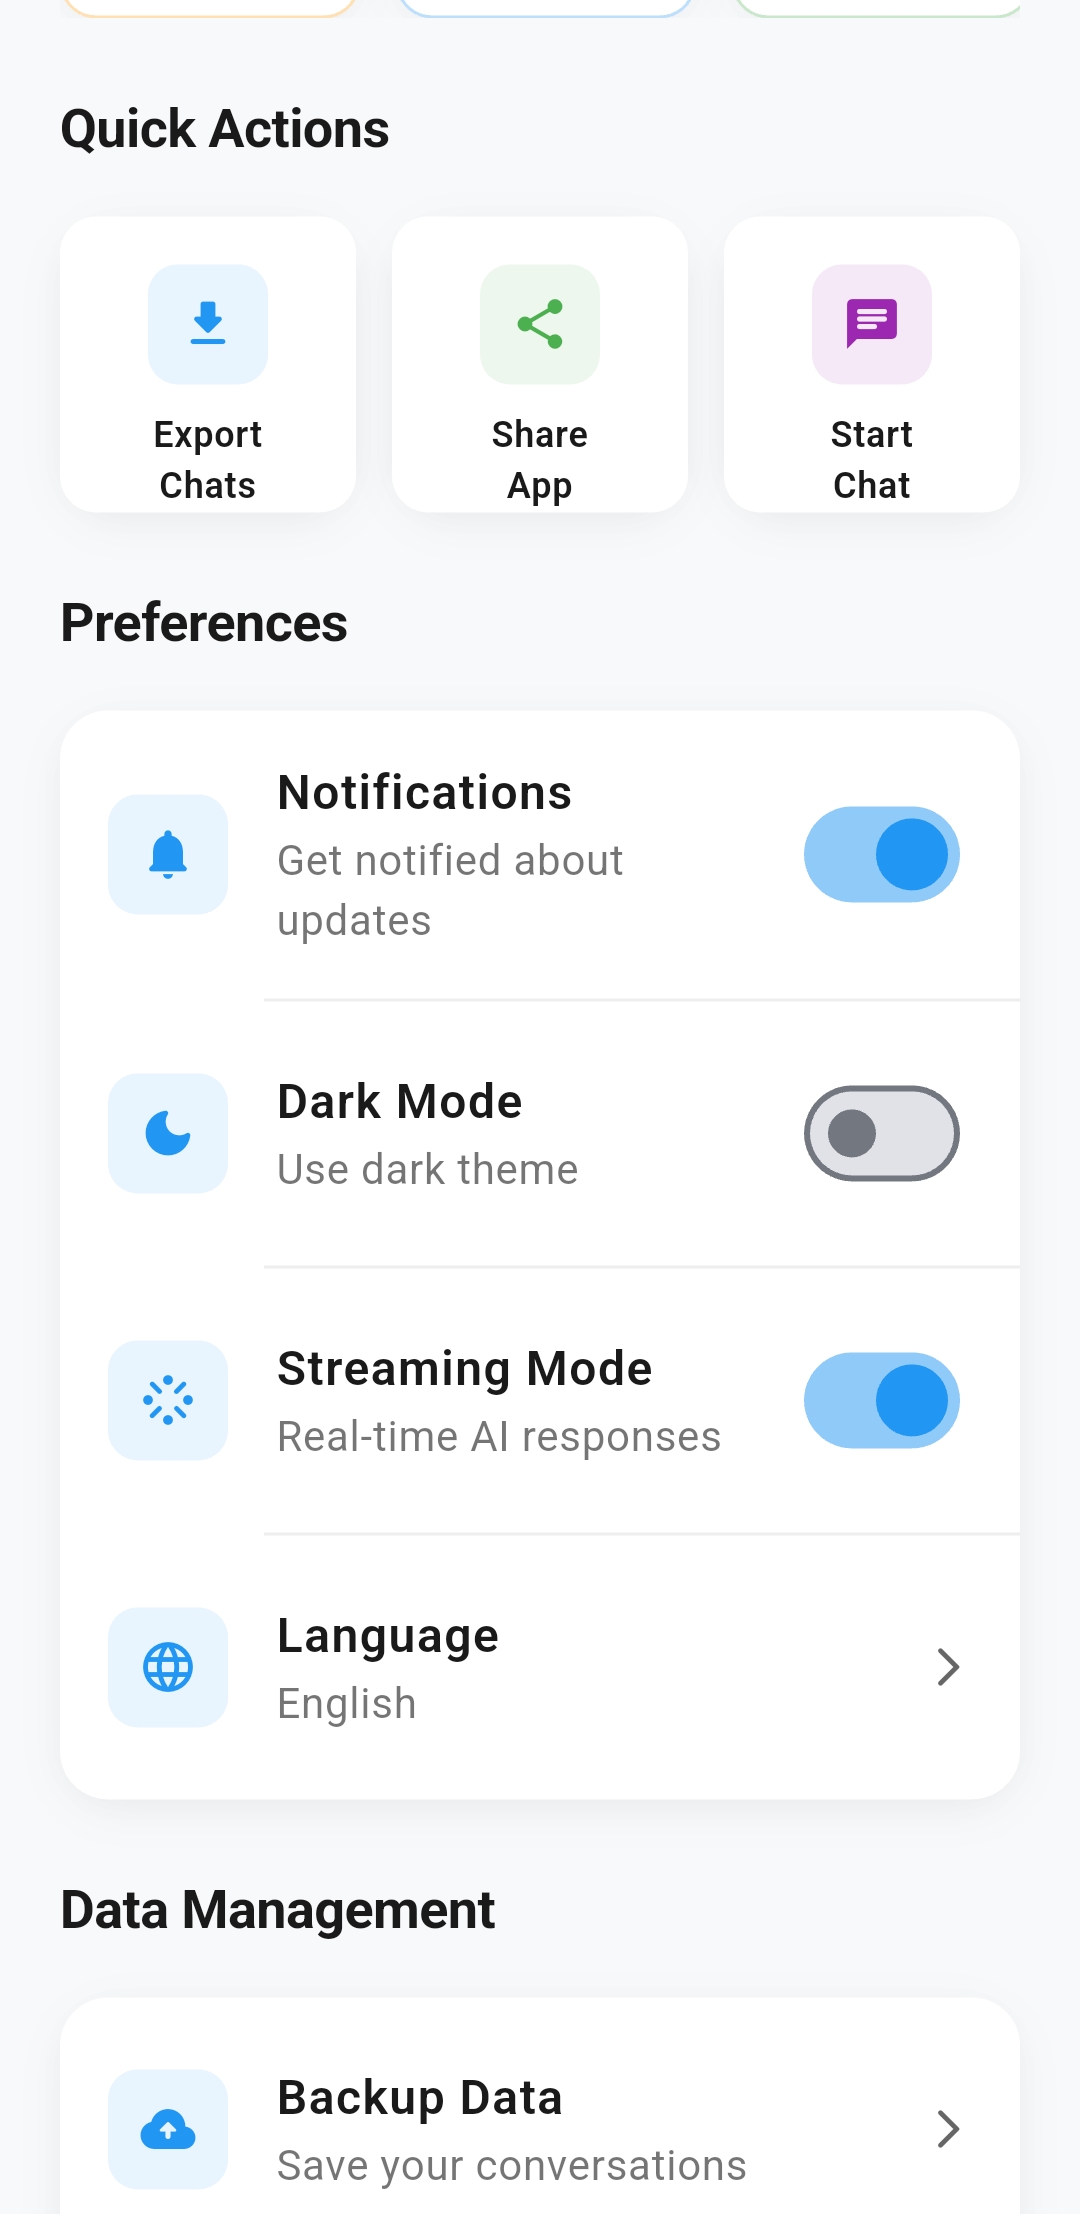 Quick Actions
Export
Chats
Share
App
Start
Chat
Preferences
Notifications
Get notified about
updates
Dark Mode
Use dark theme
Streaming Mode
Real-time AI responses
Language
English
Data Management
Backup Data
Save your conversations